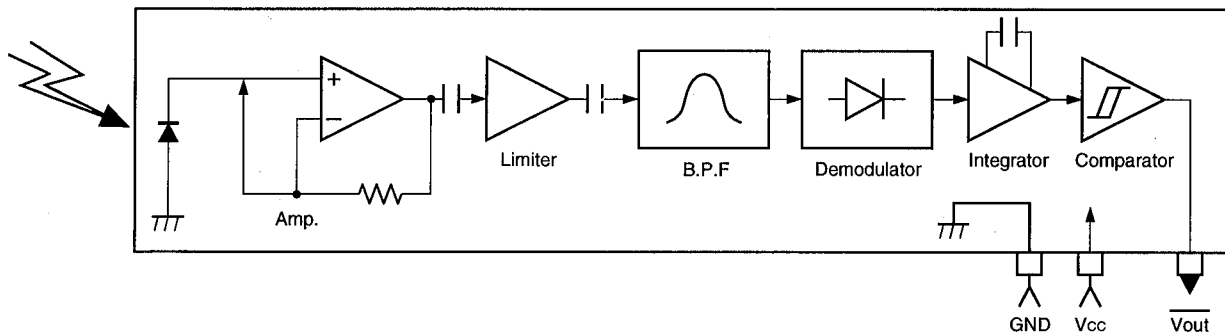 +
−
Amp.
Limiter
B.P.F
Demodulator
Integrator
Comparator
GND
Vcc
Vout